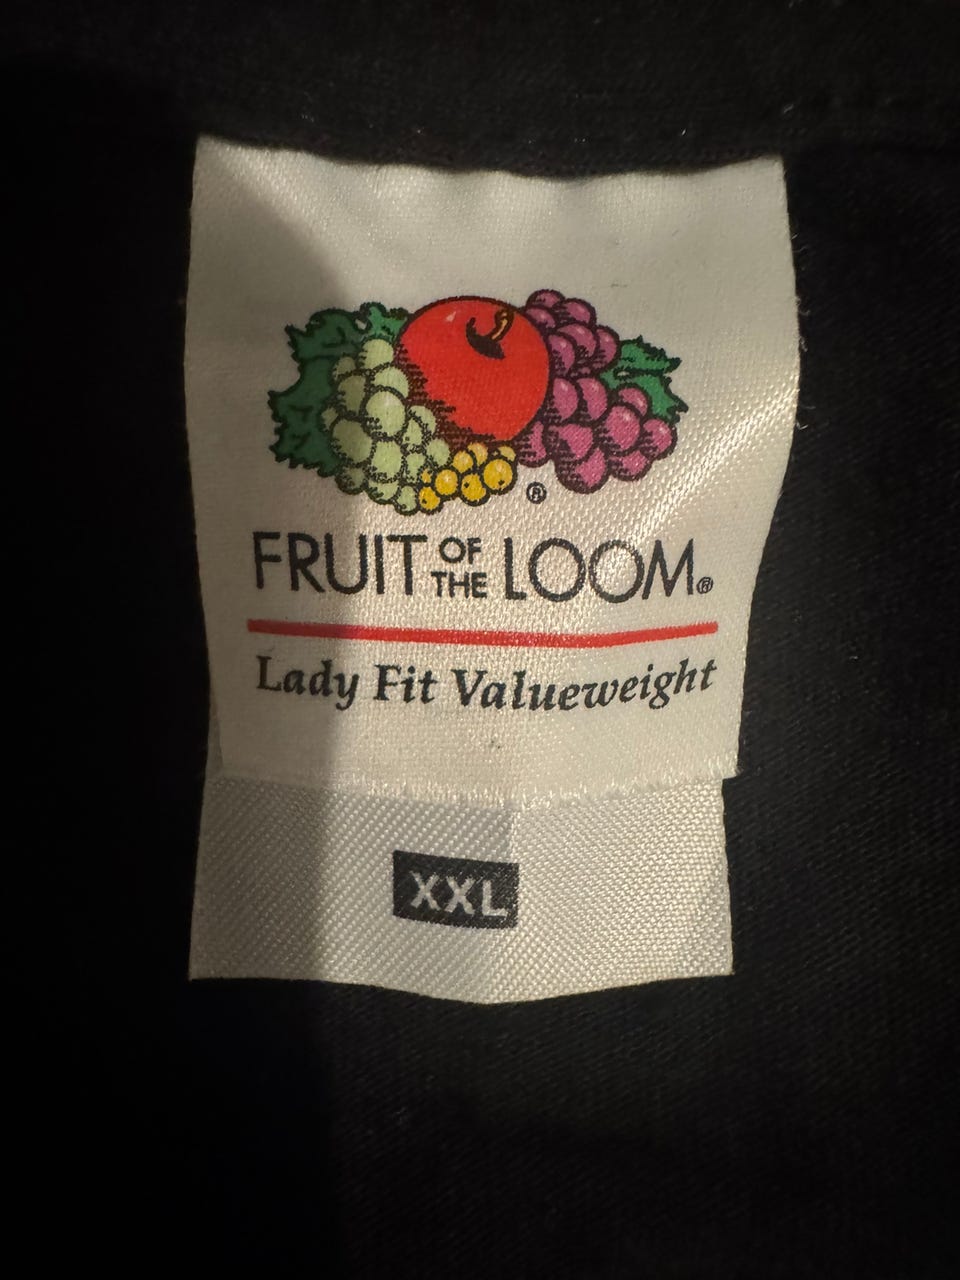 ®
FRUIT OF THE LOOM®
Lady Fit Valueweight
XXL